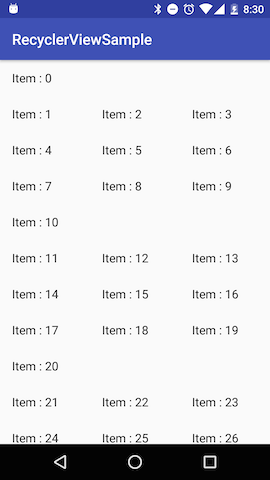 8:30
RecyclerViewSample
Item : 0
Item : 1 Item : 2 Item : 3
Item : 4 Item : 5 Item : 6
Item : 7 Item : 8 Item : 9
Item : 10
Item : 11 Item : 12 Item : 13
Item : 14 Item : 15 Item : 16
Item : 17 Item : 18 Item : 19
Item : 20
Item : 21 Item : 22 Item : 23
Item : 24 Item : 25 Item : 26